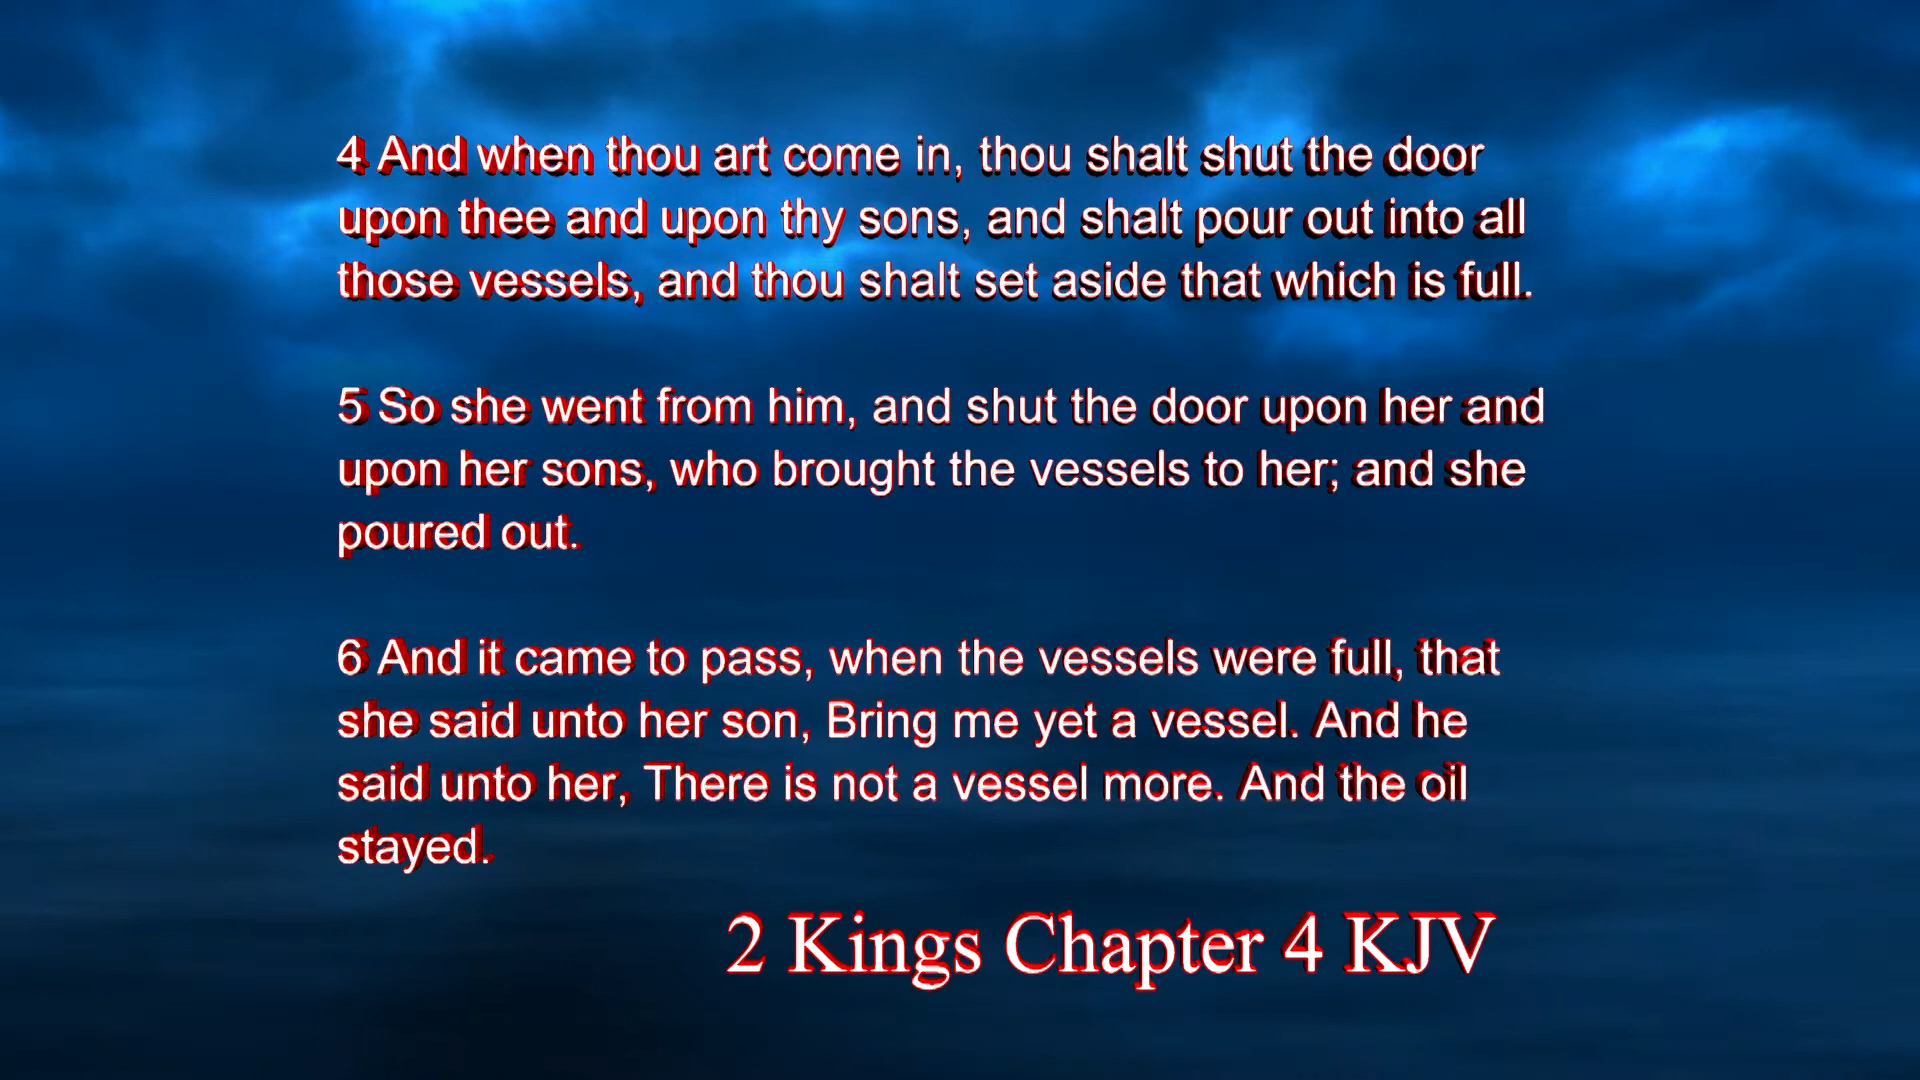 4 And when thou art come in, thou shalt shut the door
upon thee and upon thy sons, and shalt pour out into all
those vessels, and thou shalt set aside that which is full.
5 So she went from him, and shut the door upon her and
upon her sons, who brought the vessels to her; and she
poured out.
6 And it came to pass, when the vessels were full, that
she said unto her son, Bring me yet a vessel. And he
said unto her, There is not a vessel more. And the oil
stayed.
2 Kings Chapter 4 KJV